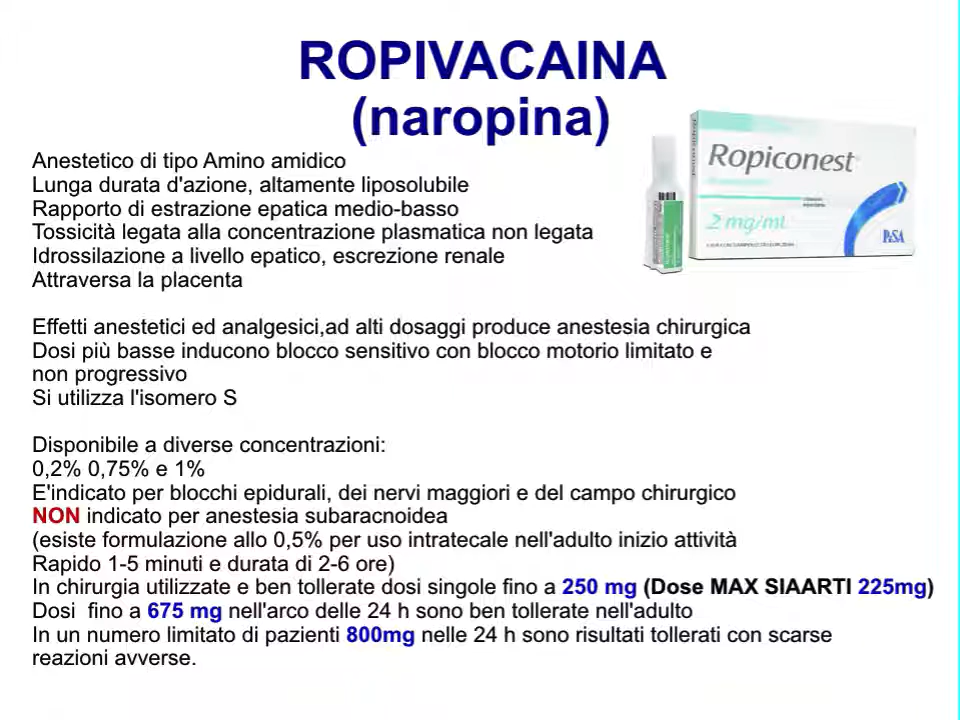 ROPIVACAINA
(naropina)
Anestetico di tipo Amino amidico
Lunga durata d'azione, altamente liposolubile
Rapporto di estrazione epatica medio-basso
Tossicità legata alla concentrazione plasmatica non legata
Idrossilazione a livello epatico, escrezione renale
Attraversa la placenta
Ropiconest
2 mg/ml
PiSA
Effetti anestetici ed analgesici,ad alti dosaggi produce anestesia chirurgica
Dosi più basse inducono blocco sensitivo con blocco motorio limitato e
non progressivo
Si utilizza l'isomero S
Disponibile a diverse concentrazioni:
0,2% 0,75% e 1%
E'indicato per blocchi epidurali, dei nervi maggiori e del campo chirurgico
NON indicato per anestesia subaracnoidea
(esiste formulazione allo 0,5% per uso intratecale nell'adulto inizio attività
Rapido 1-5 minuti e durata di 2-6 ore)
In chirurgia utilizzate e ben tollerate dosi singole fino a 250 mg (Dose MAX SIAARTI 225mg)
Dosi fino a 675 mg nell'arco delle 24 h sono ben tollerate nell'adulto
In un numero limitato di pazienti 800mg nelle 24 h sono risultati tollerati con scarse
reazioni avverse.